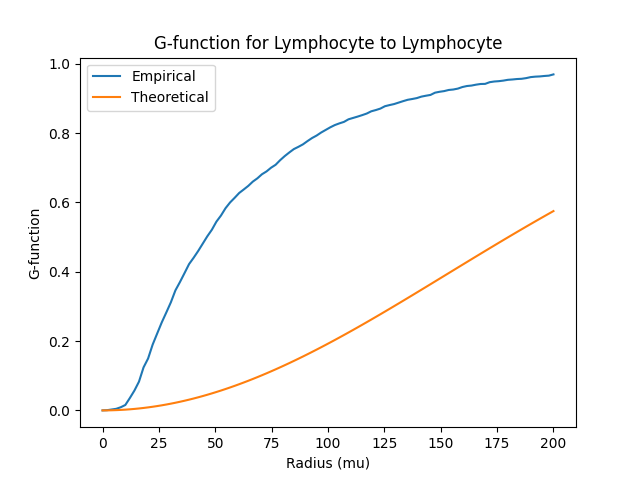 G-function for Lymphocyte to Lymphocyte
Empirical
Theoretical
1.0
0.8
0.6
0.4
0.2
0.0
G-function
0 25 50 75 100 125 150 175 200
Radius (mu)